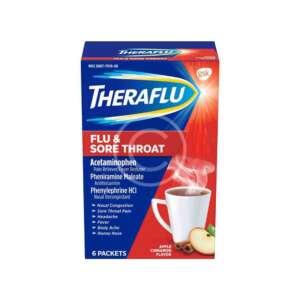 THERAFLU
FLU &
SORE THROAT
Acetaminophen
Pain Reliever/Fever Reducer
Pheniramine Maleate
Antihistamine
Phenylephrine HCl
Nasal Decongestant
Nasal Congestion
Sore Throat Pain
Headache
Fever
Body Ache
Runny Nose
6 PACKETS
APPLE
CINNAMON
FLAVOR